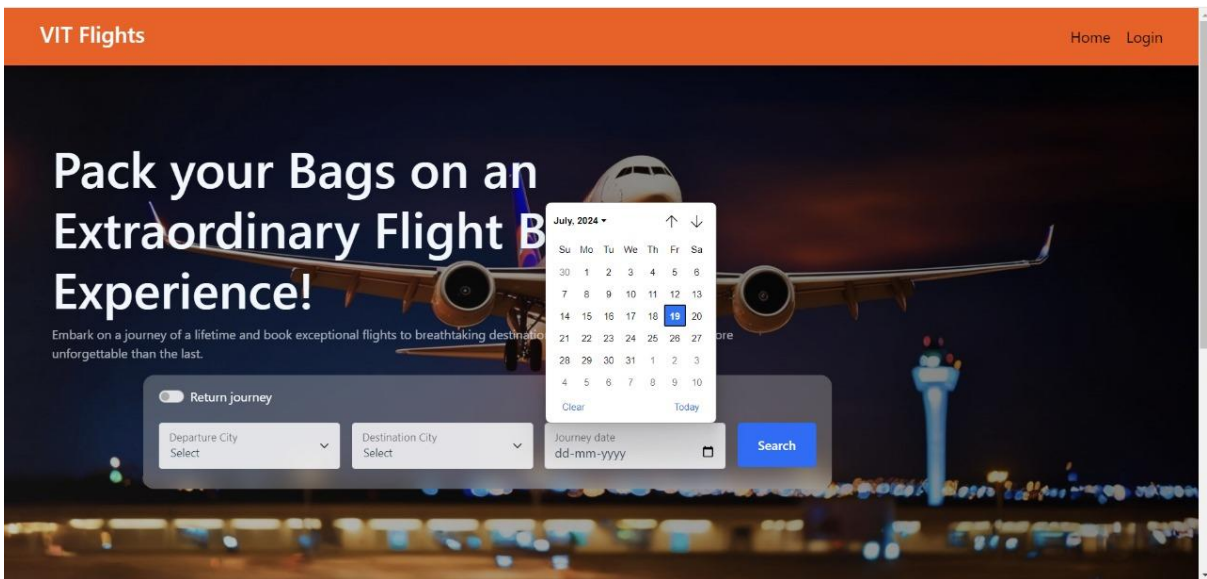 VIT Flights
Home Login
Pack your Bags on an
Extraordinary Flight B
Experience!
Embark on a journey of a lifetime and book exceptional flights to breathtaking destinatio ore
unforgettable than the last.
July, 2024
Su Mo Tu We Th Fr Sa
30 1 2 3 4 5 6
7 8 9 10 11 12 13
14 15 16 17 18 19 20
21 22 23 24 25 26 27
28 29 30 31 1 2 3
4 5 6 7 8 9 10
Clear Today
Return journey
Departure City
Select
Destination City
Select
Journey date
dd-mm-yyyy
Search